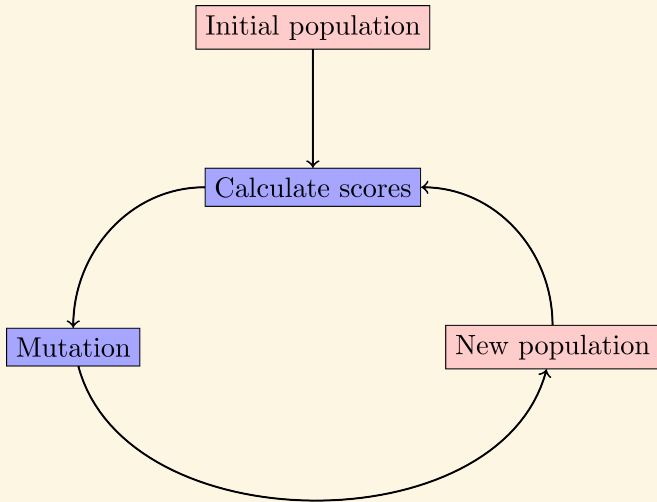 Initial population
Calculate scores
Mutation
New population